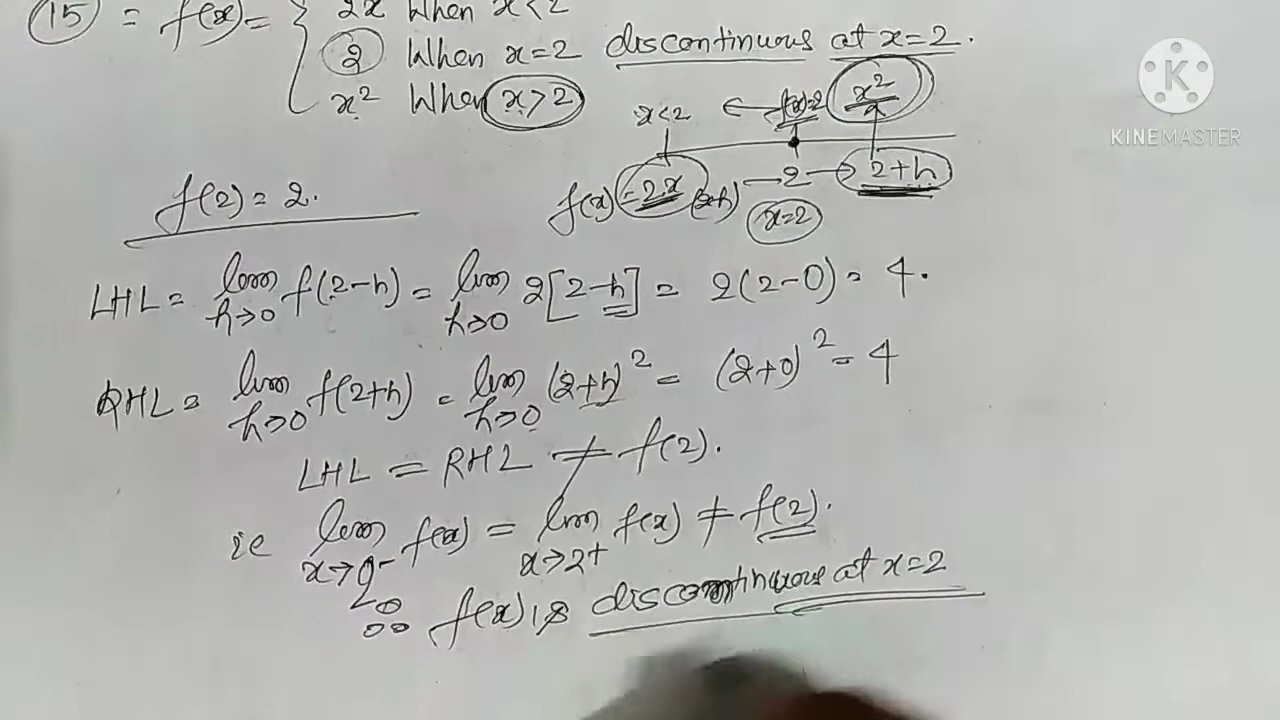 (15) = f(x) = { 2x when x<2
2 when x=2 discontinuous at x=2.
x² when x>2
x<2 ← f(x)=2 x²
f(x)=2x (2-h) — 2 → 2+h
x=2
f(2)=2.
LHL = lim h→0 f(2-h) = lim h→0 2[2-h] = 2(2-0) = 4.
RHL = lim h→0 f(2+h) = lim h→0 (2+h)² = (2+0)² = 4
LHL = RHL ≠ f(2).
ie lim x→2⁻ f(x) = lim x→2⁺ f(x) ≠ f(2).
∴ f(x) is discontinuous at x=2
K
KINEMASTER